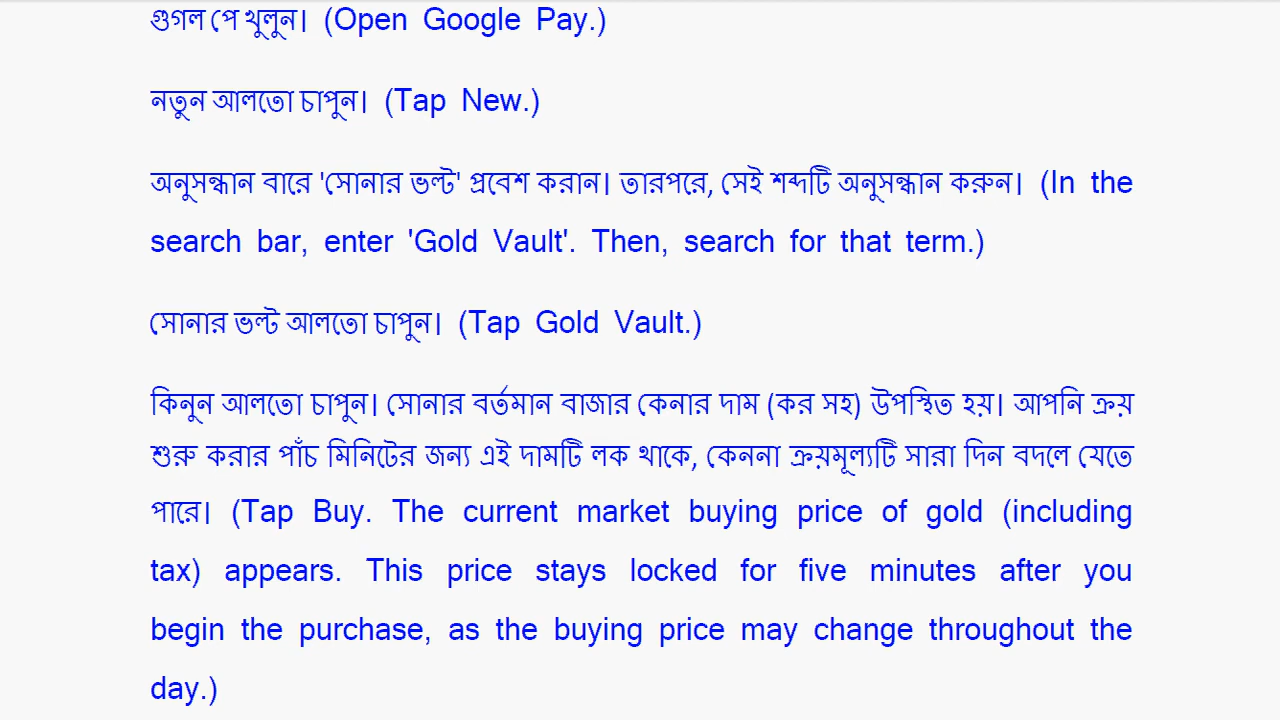 গুগল পে খুলুন। (Open Google Pay.)
নতুন আলতো চাপুন। (Tap New.)
অনুসন্ধান বারে 'সোনার ভল্ট' প্রবেশ করান। তারপরে, সেই শব্দটি অনুসন্ধান করুন। (In the
search bar, enter 'Gold Vault'. Then, search for that term.)
সোনার ভল্ট আলতো চাপুন। (Tap Gold Vault.)
কিনুন আলতো চাপুন। সোনার বর্তমান বাজার কেনার দাম (কর সহ) উপস্থিত হয়। আপনি ক্রয়
শুরু করার পাঁচ মিনিটের জন্য এই দামটি লক থাকে, কেননা ক্রয়মূল্যটি সারা দিন বদলে যেতে
পারে। (Tap Buy. The current market buying price of gold (including
tax) appears. This price stays locked for five minutes after you
begin the purchase, as the buying price may change throughout the
day.)